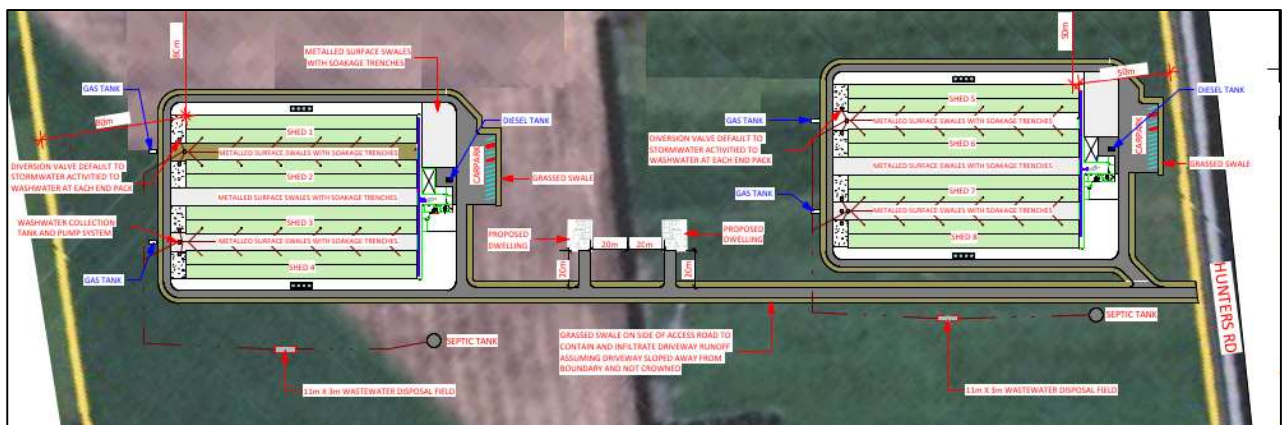 80m
METALLED SURFACE SWALES
WITH SOAKAGE TRENCHES
GAS TANK
80m
DIESEL TANK
SHED 1
METALLED SURFACE SWALES WITH SOAKAGE TRENCHES
SHED 2
METALLED SURFACE SWALES WITH SOAKAGE TRENCHES
SHED 3
METALLED SURFACE SWALES WITH SOAKAGE TRENCHES
SHED 4
DIVERSION VALVE DEFAULT TO
STORMWATER ACTIVITIED TO
WASHWATER AT EACH END PACK
WASHWATER COLLECTION
TANK AND PUMP SYSTEM
GAS TANK
CARPARK
GRASSED SWALE
PROPOSED
DWELLING
20m
20m
20m
20m
PROPOSED
DWELLING
SEPTIC TANK
11m X 3m WASTEWATER DISPOSAL FIELD
GRASSED SWALE ON SIDE OF ACCESS ROAD TO
CONTAIN AND INFILTRATE DRIVEWAY RUNOFF
ASSUMING DRIVEWAY SLOPED AWAY FROM
BOUNDARY AND NOT CROWNED
50m
DIESEL TANK
GAS TANK
DIVERSION VALVE DEFAULT TO
STORMWATER ACTIVITIED TO
WASHWATER AT EACH END PACK
GAS TANK
SHED 5
METALLED SURFACE SWALES WITH SOAKAGE TRENCHES
SHED 6
METALLED SURFACE SWALES WITH SOAKAGE TRENCHES
SHED 7
METALLED SURFACE SWALES WITH SOAKAGE TRENCHES
SHED 8
CARPARK
GRASSED SWALE
SEPTIC TANK
WASTEWATER DISPOSAL FIELD
HUNTERS RD